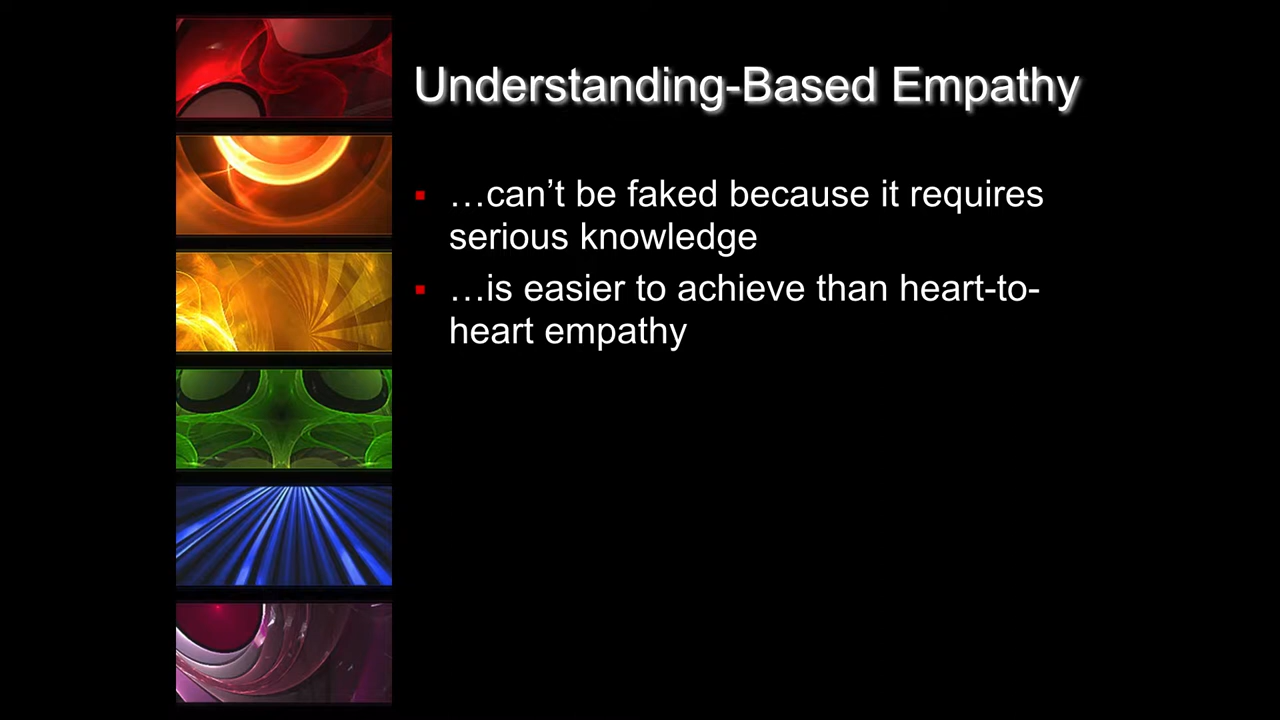 Understanding-Based Empathy
▪ …can’t be faked because it requires
serious knowledge
▪ …is easier to achieve than heart-to-
heart empathy